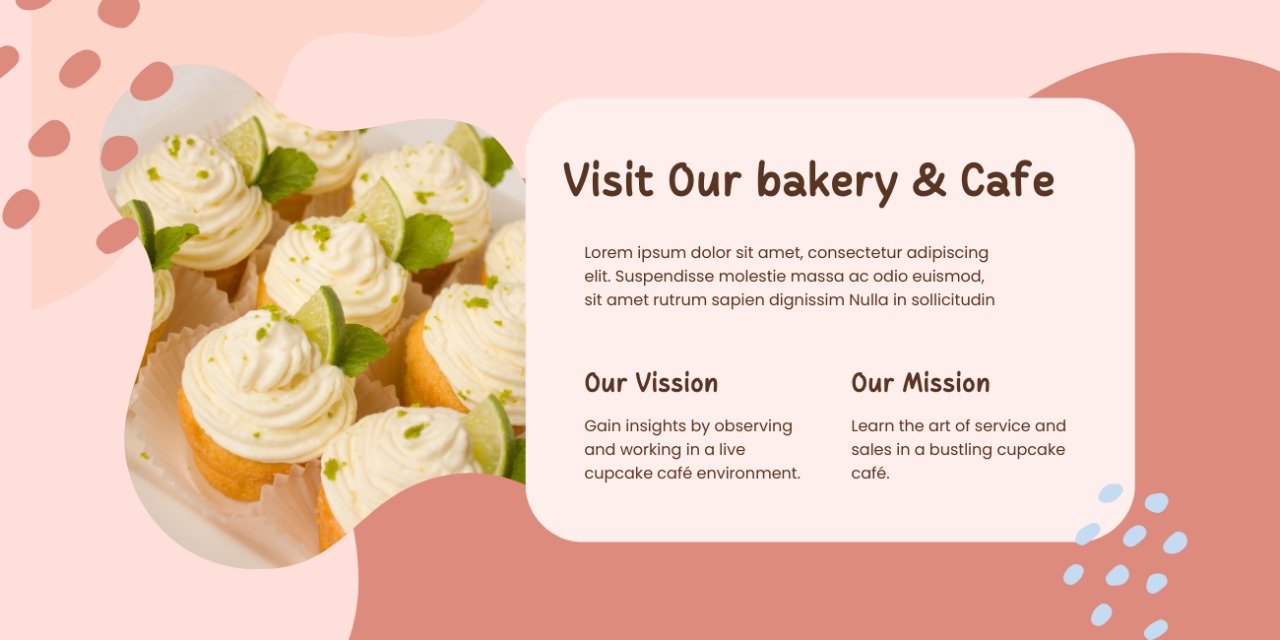 Visit Our bakery & Cafe
Lorem ipsum dolor sit amet, consectetur adipiscing
elit. Suspendisse molestie massa ac odio euismod,
sit amet rutrum sapien dignissim Nulla in sollicitudin
Our Vission
Gain insights by observing
and working in a live
cupcake café environment.
Our Mission
Learn the art of service and
sales in a bustling cupcake
café.